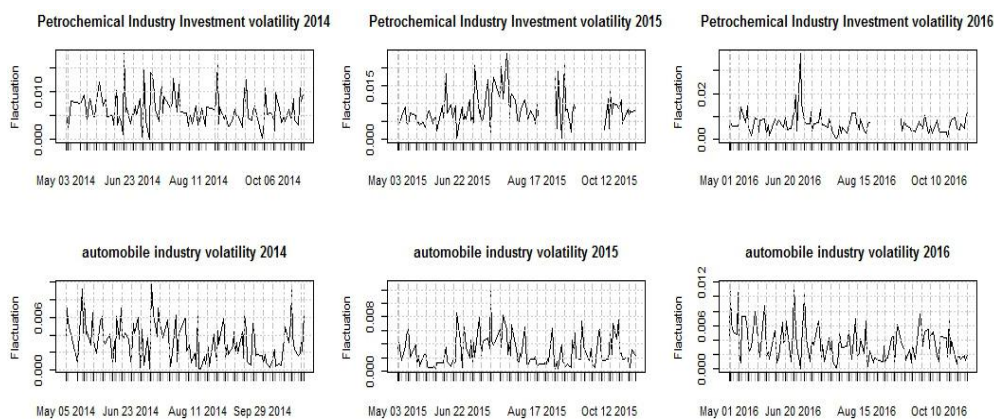 Petrochemical Industry Investment volatility 2014
Flactuation
0.000
0.010
May 03 2014
Jun 23 2014
Aug 11 2014
Oct 06 2014
Petrochemical Industry Investment volatility 2015
Flactuation
0.000
0.015
May 03 2015
Jun 22 2015
Aug 17 2015
Oct 12 2015
Petrochemical Industry Investment volatility 2016
Flactuation
0.00
0.02
May 01 2016
Jun 20 2016
Aug 15 2016
Oct 10 2016
automobile industry volatility 2014
Flactuation
0.000
0.006
May 05 2014
Jun 23 2014
Aug 11 2014
Sep 29 2014
automobile industry volatility 2015
Flactuation
0.000
0.008
May 03 2015
Jun 22 2015
Aug 17 2015
Oct 12 2015
automobile industry volatility 2016
Flactuation
0.000
0.006
0.012
May 01 2016
Jun 20 2016
Aug 15 2016
Oct 10 2016